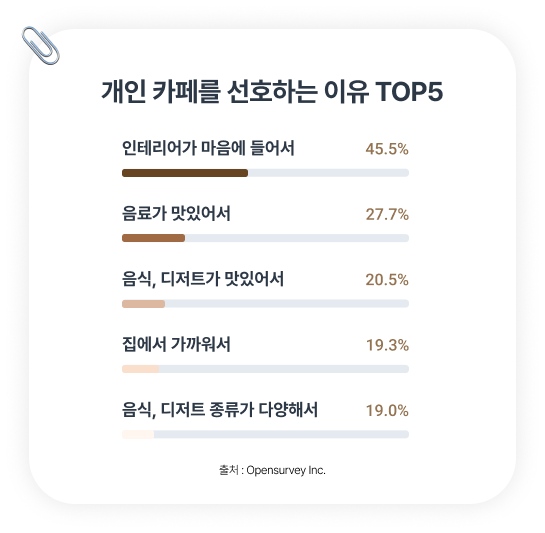 개인 카페를 선호하는 이유 TOP5
인테리어가 마음에 들어서 45.5%
음료가 맛있어서 27.7%
음식, 디저트가 맛있어서 20.5%
집에서 가까워서 19.3%
음식, 디저트 종류가 다양해서 19.0%
출처 : Opensurvey Inc.